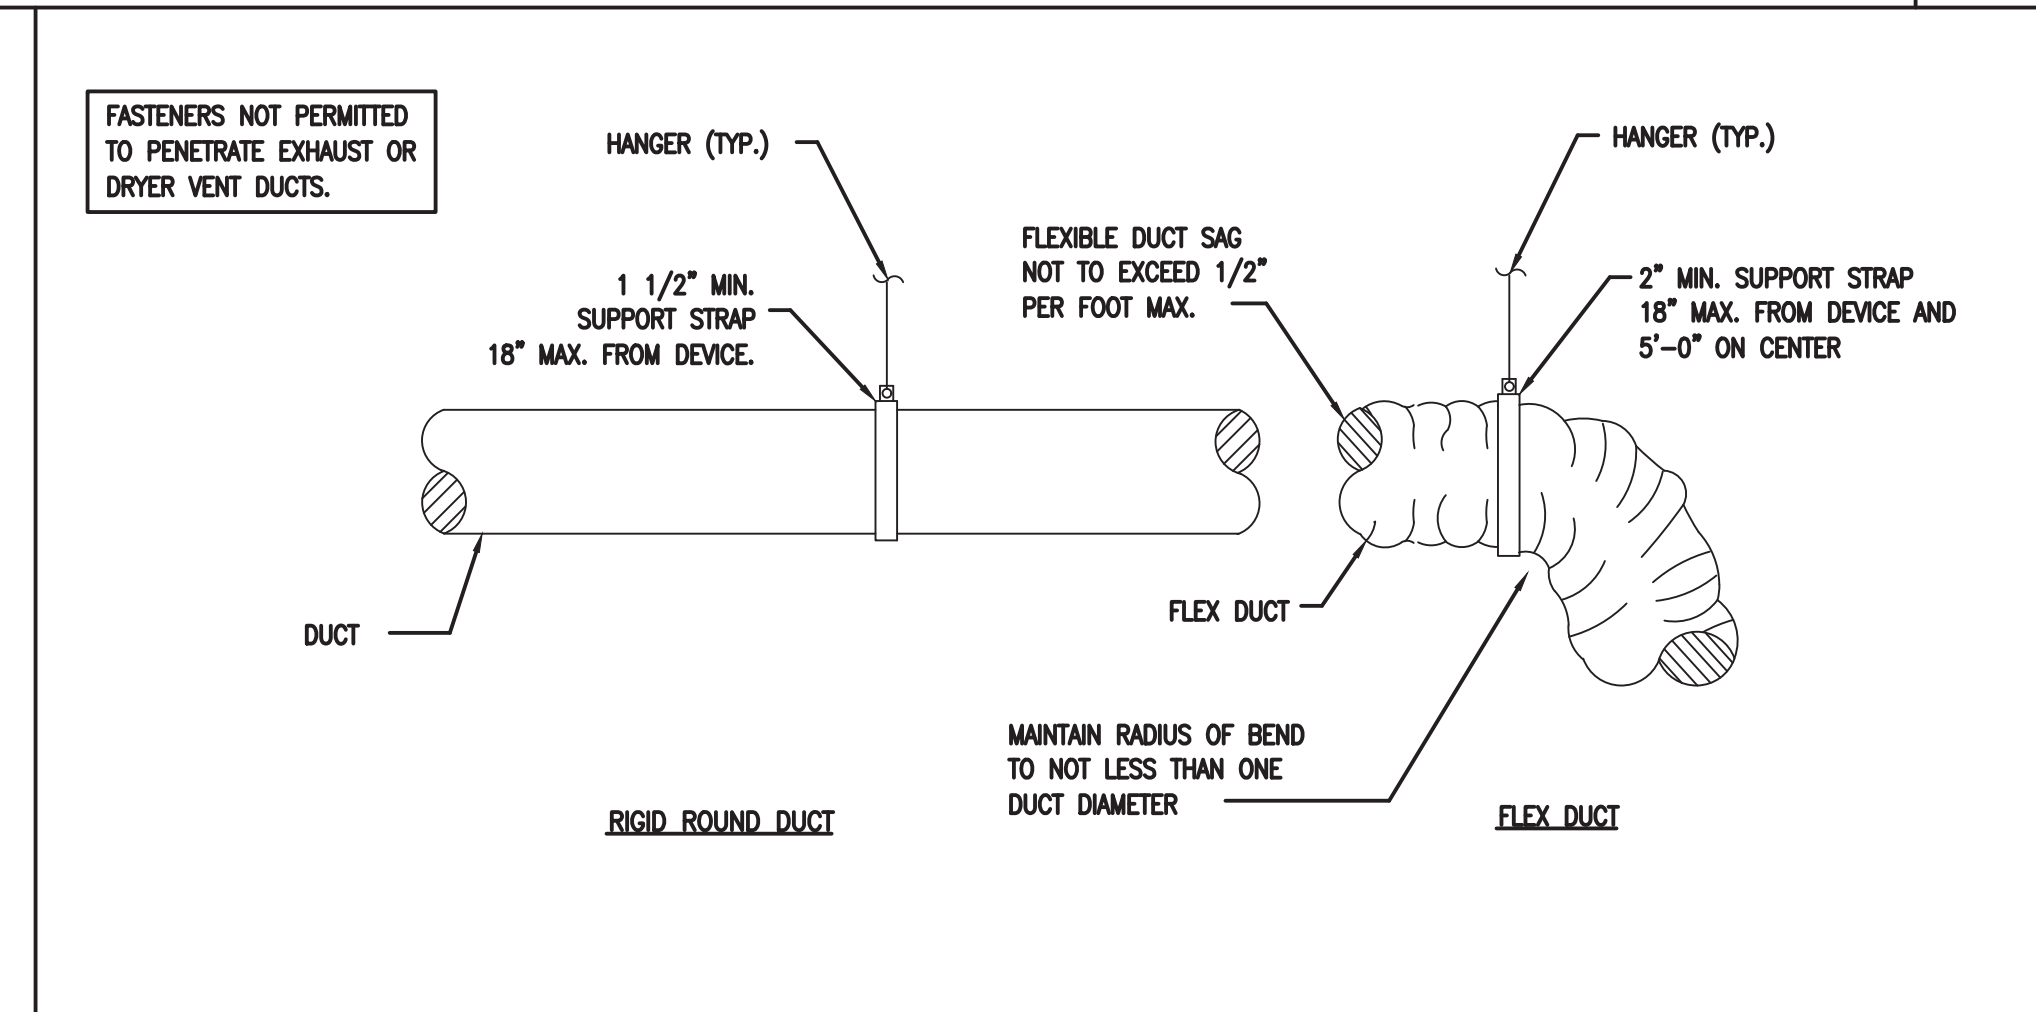 FASTENERS NOT PERMITTED
TO PENETRATE EXHAUST OR
DRYER VENT DUCTS.
HANGER (TYP.)
1 1/2" MIN.
SUPPORT STRAP
18" MAX. FROM DEVICE.
DUCT
RIGID ROUND DUCT
HANGER (TYP.)
FLEXIBLE DUCT SAG
NOT TO EXCEED 1/2"
PER FOOT MAX.
2" MIN. SUPPORT STRAP
18" MAX. FROM DEVICE AND
5'-0" ON CENTER
FLEX DUCT
MAINTAIN RADIUS OF BEND
TO NOT LESS THAN ONE
DUCT DIAMETER
FLEX DUCT